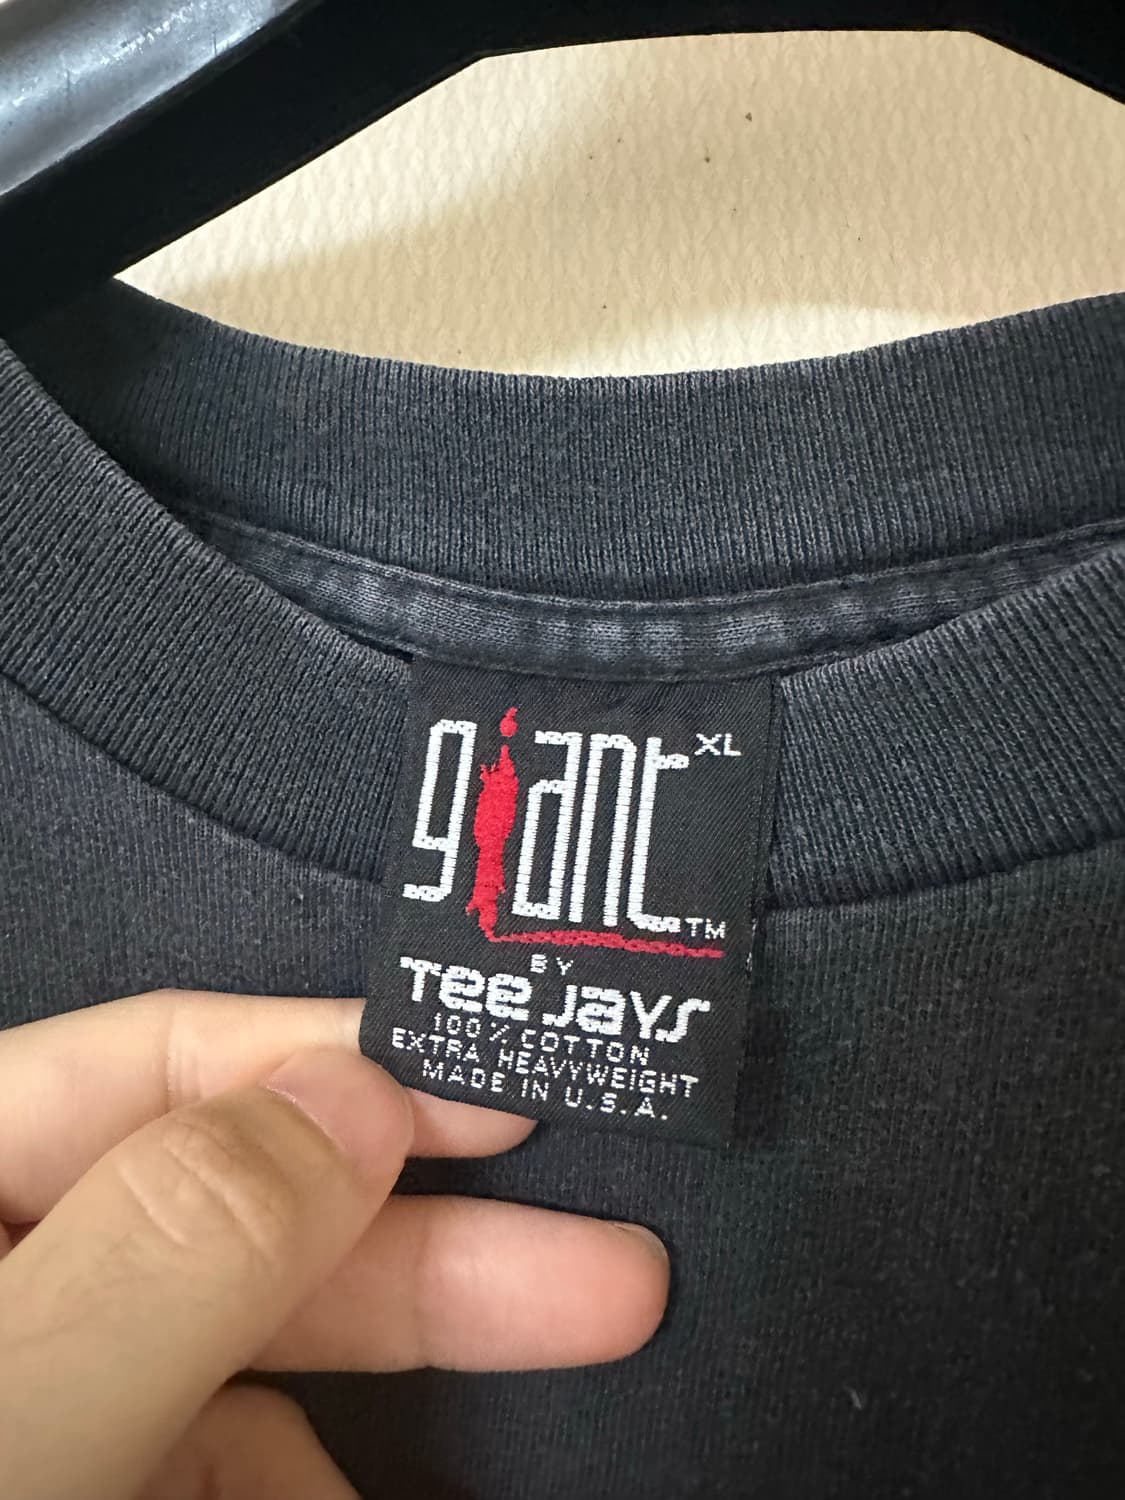 giant XL
TM
BY
Tee Jays
100% COTTON
EXTRA HEAVYWEIGHT
MADE IN U.S.A.